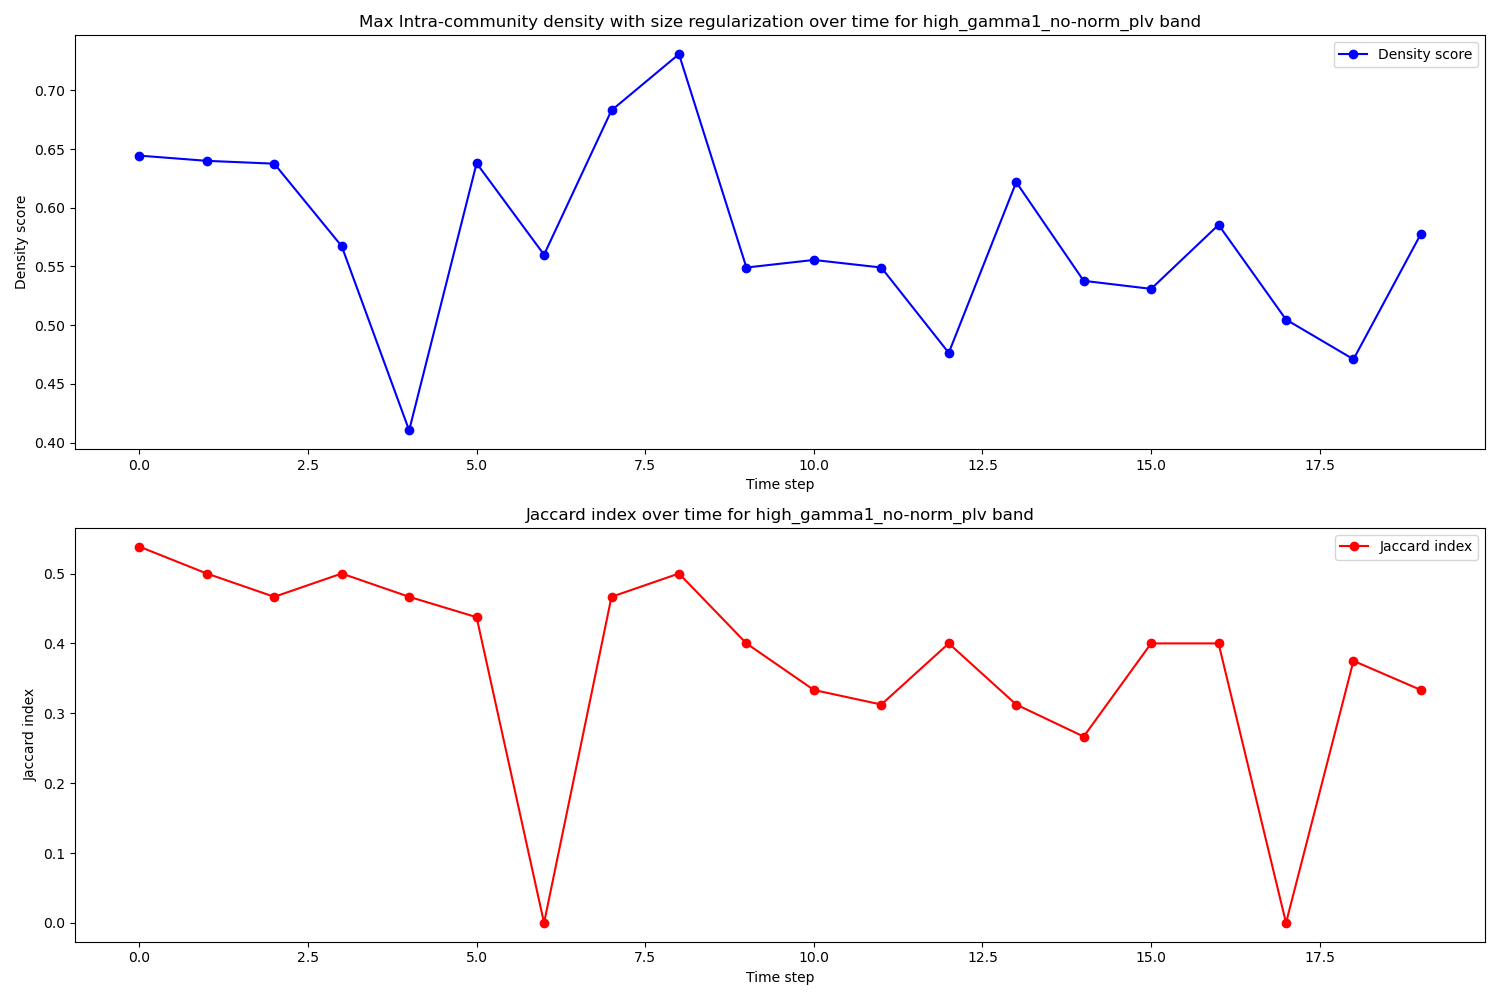 Max Intra-community density with size regularization over time for high_gamma1_no-norm_plv band
Density score
0.70
0.65
0.60
0.55
0.50
0.45
0.40
Density score
0.0 2.5 5.0 7.5 10.0 12.5 15.0 17.5
Time step
Jaccard index over time for high_gamma1_no-norm_plv band
Jaccard index
0.5
0.4
0.3
0.2
0.1
0.0
Jaccard index
0.0 2.5 5.0 7.5 10.0 12.5 15.0 17.5
Time step